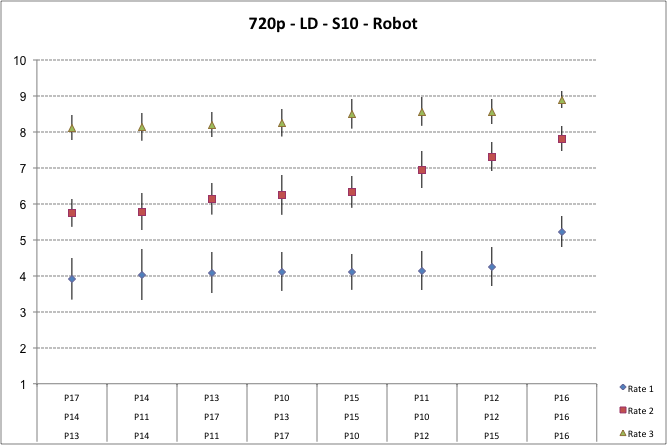 720p - LD - S10 - Robot
10
9
8
7
6
5
4
3
2
1
P17 P14 P13 P10 P15 P11 P12 P16
P14 P11 P17 P13 P15 P10 P12 P16
P13 P14 P11 P17 P10 P12 P15 P16
Rate 1
Rate 2
Rate 3